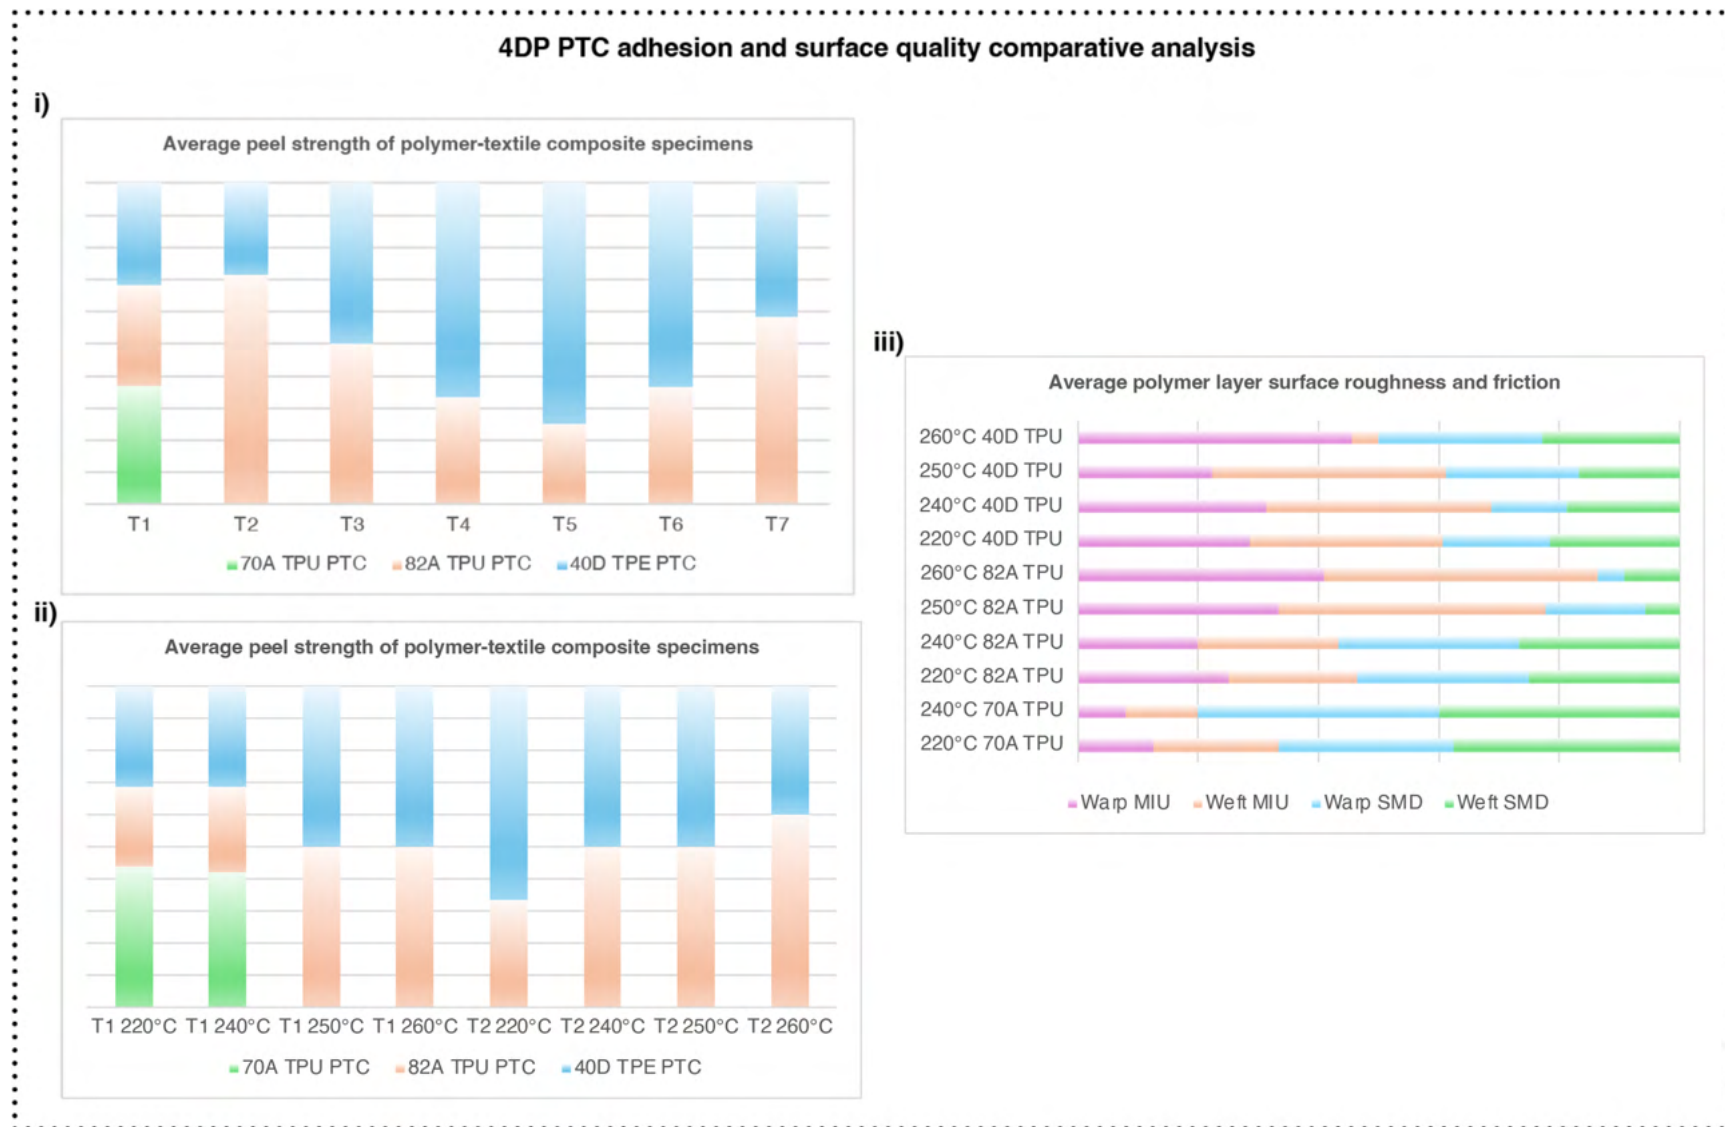 4DP PTC adhesion and surface quality comparative analysis
i)
Average peel strength of polymer-textile composite specimens
T1 T2 T3 T4 T5 T6 T7
70A TPU PTC 82A TPU PTC 40D TPE PTC
ii)
Average peel strength of polymer-textile composite specimens
T1 220°C T1 240°C T1 250°C T1 260°C T2 220°C T2 240°C T2 250°C T2 260°C
70A TPU PTC 82A TPU PTC 40D TPE PTC
iii)
Average polymer layer surface roughness and friction
260°C 40D TPU
250°C 40D TPU
240°C 40D TPU
220°C 40D TPU
260°C 82A TPU
250°C 82A TPU
240°C 82A TPU
220°C 82A TPU
240°C 70A TPU
220°C 70A TPU
Warp MIU Weft MIU Warp SMD Weft SMD